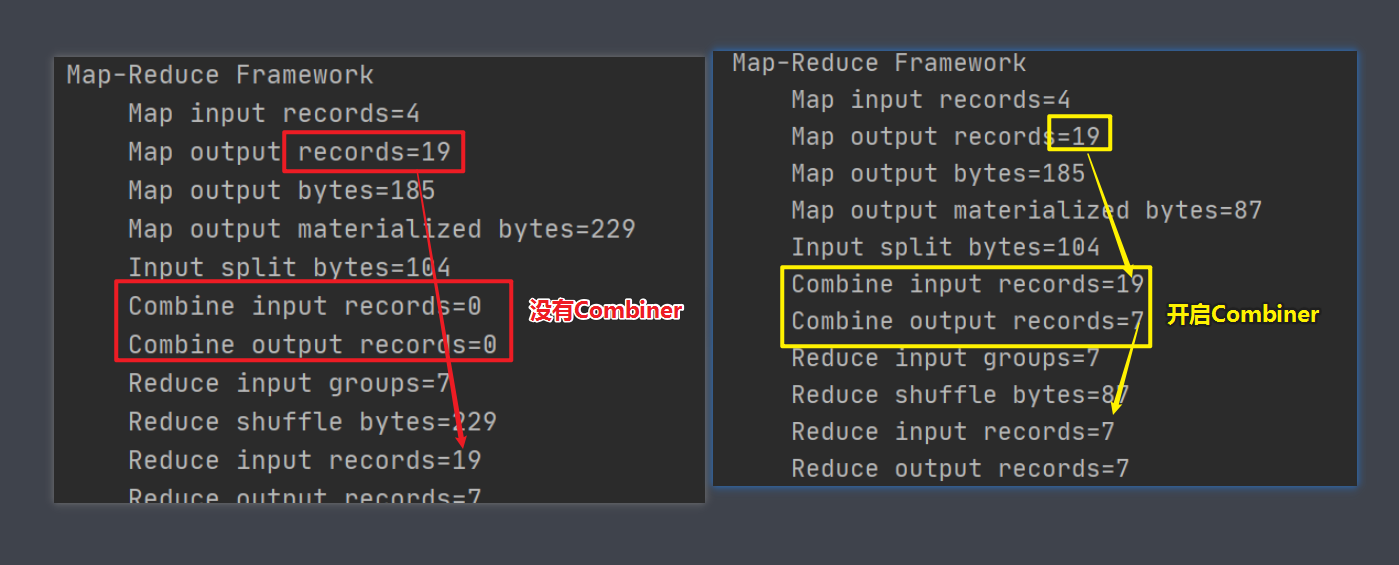 Map-Reduce Framework
Map input records=4
Map output records=19
Map output bytes=185
Map output materialized bytes=229
Input split bytes=104
Combine input records=0
Combine output records=0
Reduce input groups=7
Reduce shuffle bytes=229
Reduce input records=19
Reduce output records=7
没有Combiner
Map-Reduce Framework
Map input records=4
Map output records=19
Map output bytes=185
Map output materialized bytes=87
Input split bytes=104
Combine input records=19
Combine output records=7
Reduce input groups=7
Reduce shuffle bytes=87
Reduce input records=7
Reduce output records=7
开启Combiner